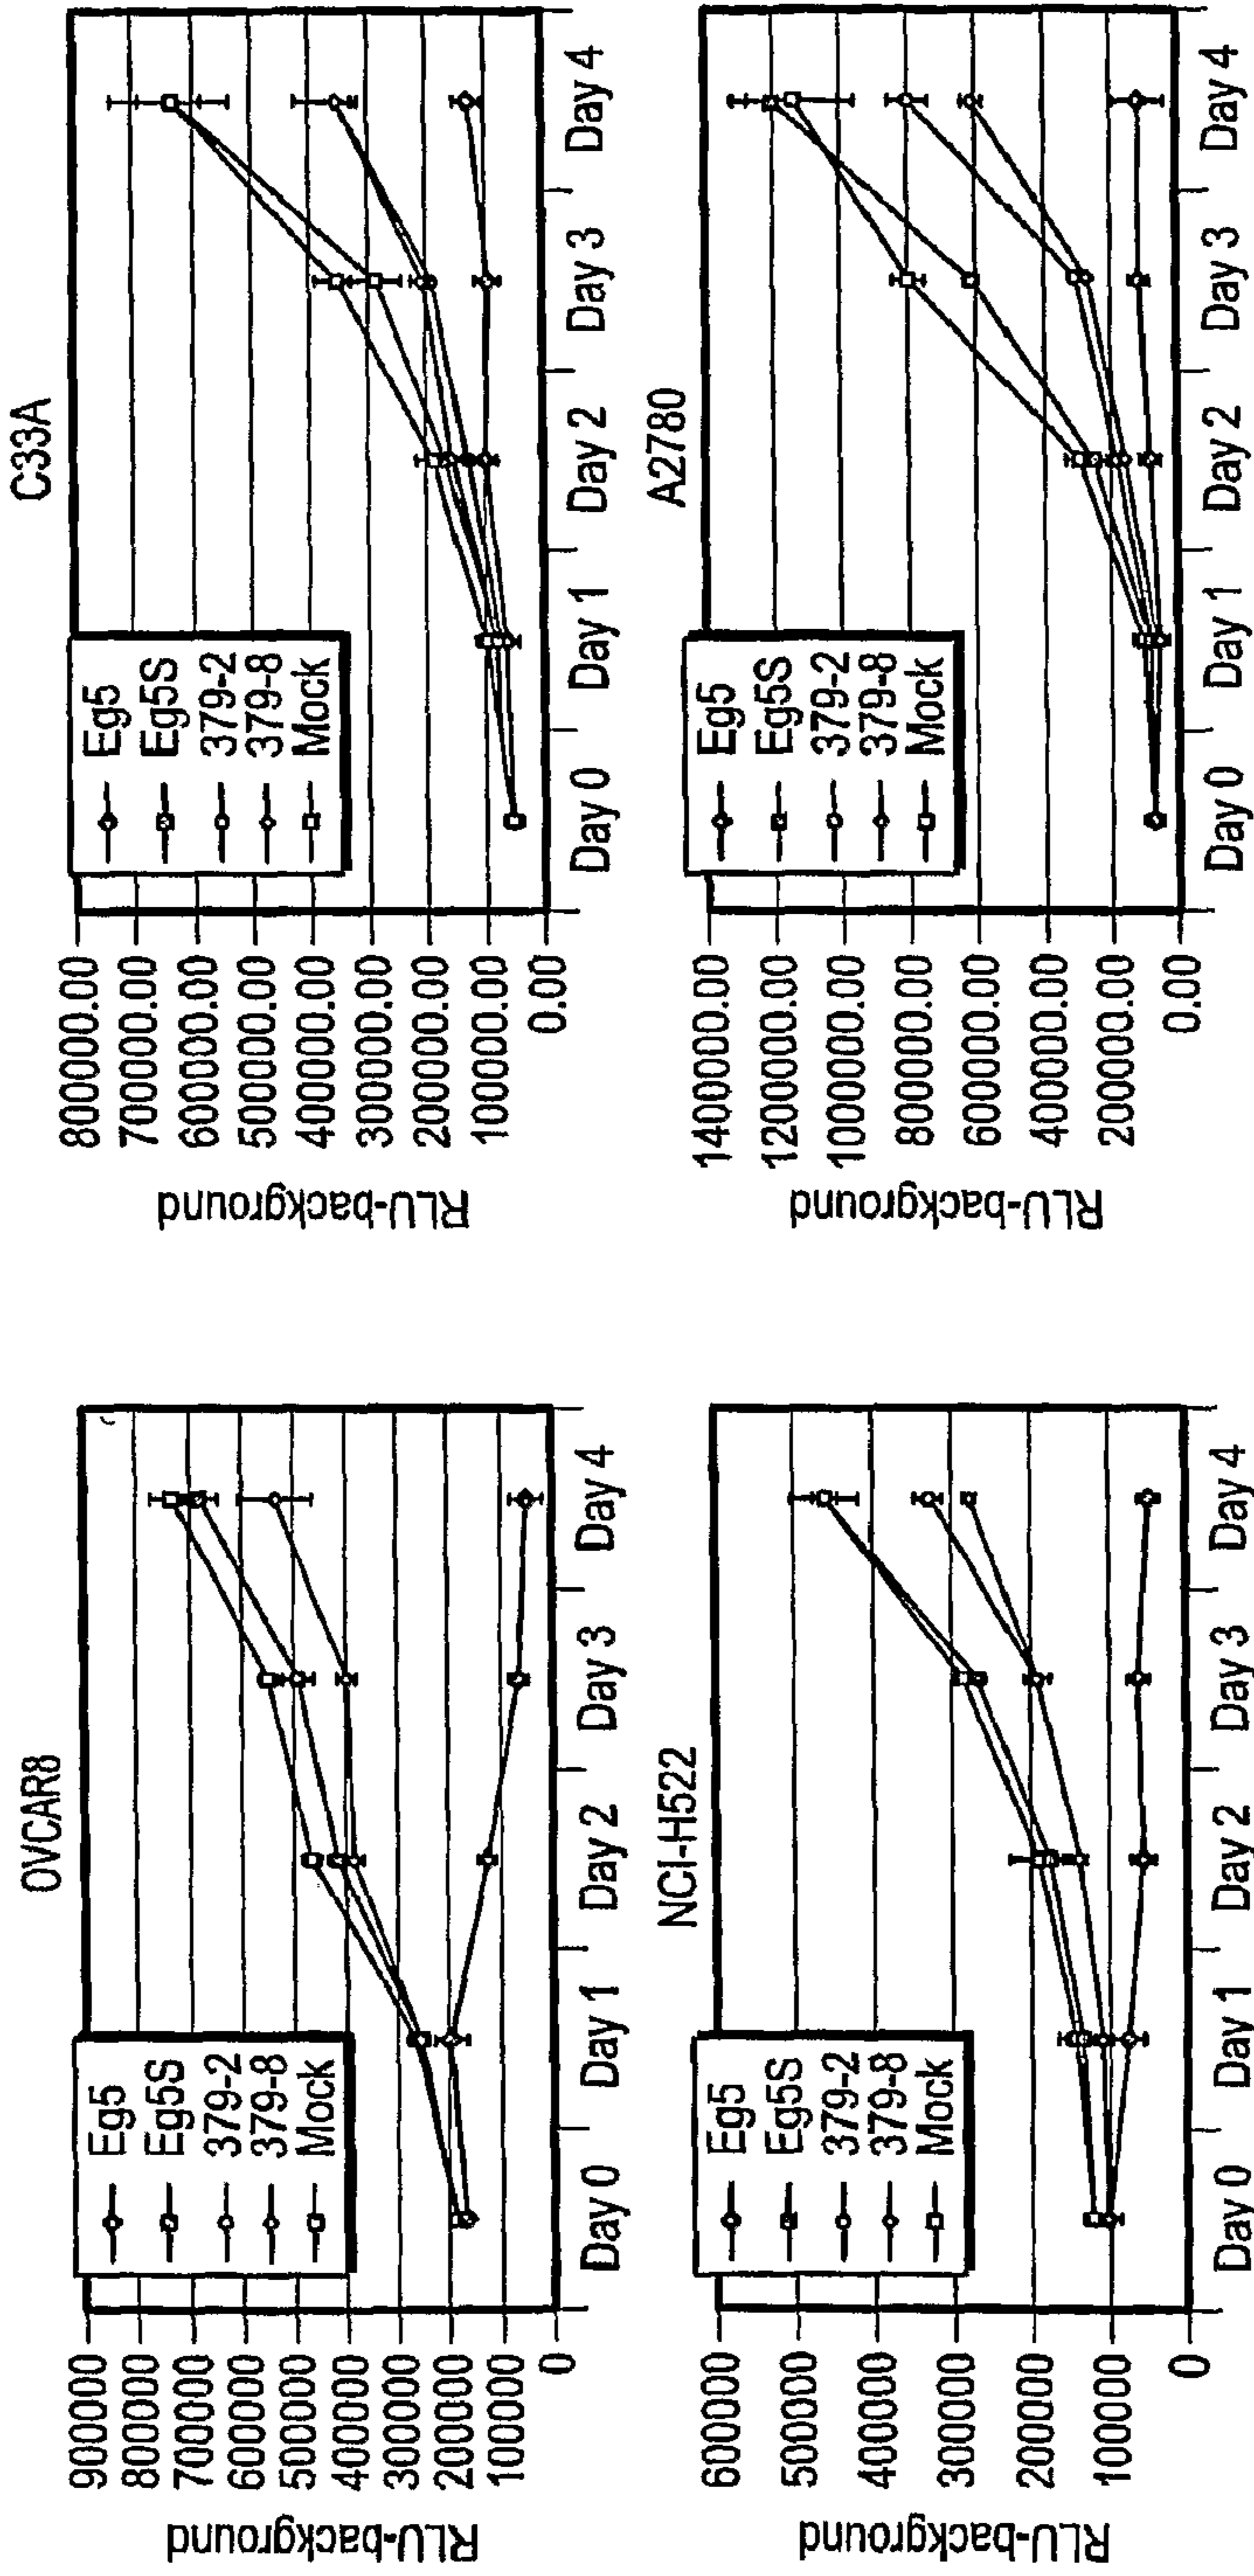 OVCAR8
RLU-background
900000
800000
700000
600000
500000
400000
300000
200000
100000
0
Eg5
Eg5S
379-2
379-8
Mock
Day 0
Day 1
Day 2
Day 3
Day 4
C33A
RLU-background
800000.00
700000.00
600000.00
500000.00
400000.00
300000.00
200000.00
100000.00
0.00
Eg5
Eg5S
379-2
379-8
Mock
Day 0
Day 1
Day 2
Day 3
Day 4
NCI-H522
RLU-background
600000
500000
400000
300000
200000
100000
0
Eg5
Eg5S
379-2
379-8
Mock
Day 0
Day 1
Day 2
Day 3
Day 4
A2780
RLU-background
1400000.00
1200000.00
1000000.00
800000.00
600000.00
400000.00
200000.00
0.00
Eg5
Eg5S
379-2
379-8
Mock
Day 0
Day 1
Day 2
Day 3
Day 4